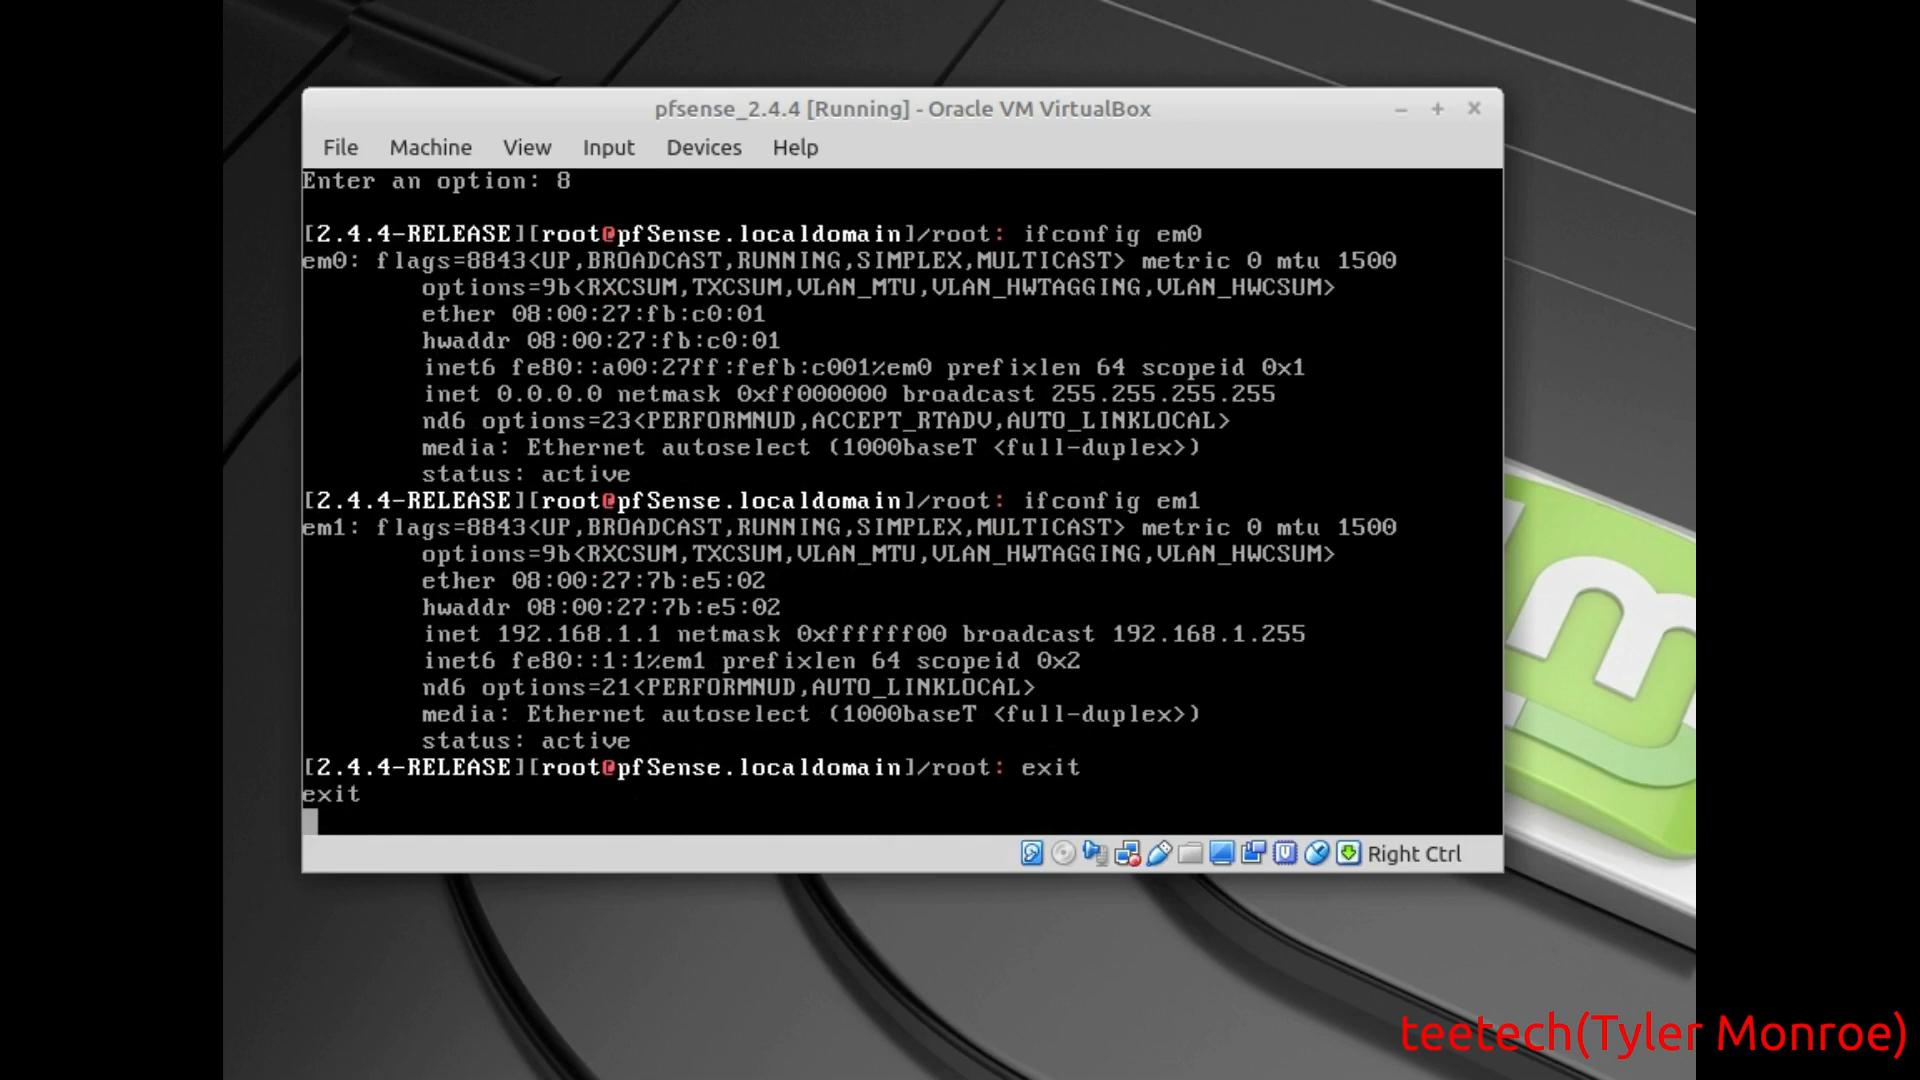 pfsense_2.4.4 [Running] - Oracle VM VirtualBox
File Machine View Input Devices Help
Enter an option: 8
[2.4.4-RELEASE][root@pfSense.localdomain]/root: ifconfig em0
em0: flags=8843<UP,BROADCAST,RUNNING,SIMPLEX,MULTICAST> metric 0 mtu 1500
options=9b<RXCSUM,TXCSUM,VLAN_MTU,VLAN_HWTAGGING,VLAN_HWCSUM>
ether 08:00:27:fb:c0:01
hwaddr 08:00:27:fb:c0:01
inet6 fe80::a00:27ff:fefb:c001%em0 prefixlen 64 scopeid 0x1
inet 0.0.0.0 netmask 0xff000000 broadcast 255.255.255.255
nd6 options=23<PERFORMNUD,ACCEPT_RTADV,AUTO_LINKLOCAL>
media: Ethernet autoselect (1000baseT <full-duplex>)
status: active
[2.4.4-RELEASE][root@pfSense.localdomain]/root: ifconfig em1
em1: flags=8843<UP,BROADCAST,RUNNING,SIMPLEX,MULTICAST> metric 0 mtu 1500
options=9b<RXCSUM,TXCSUM,VLAN_MTU,VLAN_HWTAGGING,VLAN_HWCSUM>
ether 08:00:27:7b:e5:02
hwaddr 08:00:27:7b:e5:02
inet 192.168.1.1 netmask 0xffffff00 broadcast 192.168.1.255
inet6 fe80::1:1%em1 prefixlen 64 scopeid 0x2
nd6 options=21<PERFORMNUD,AUTO_LINKLOCAL>
media: Ethernet autoselect (1000baseT <full-duplex>)
status: active
[2.4.4-RELEASE][root@pfSense.localdomain]/root: exit
exit
Right Ctrl
teetech(Tyler Monroe)